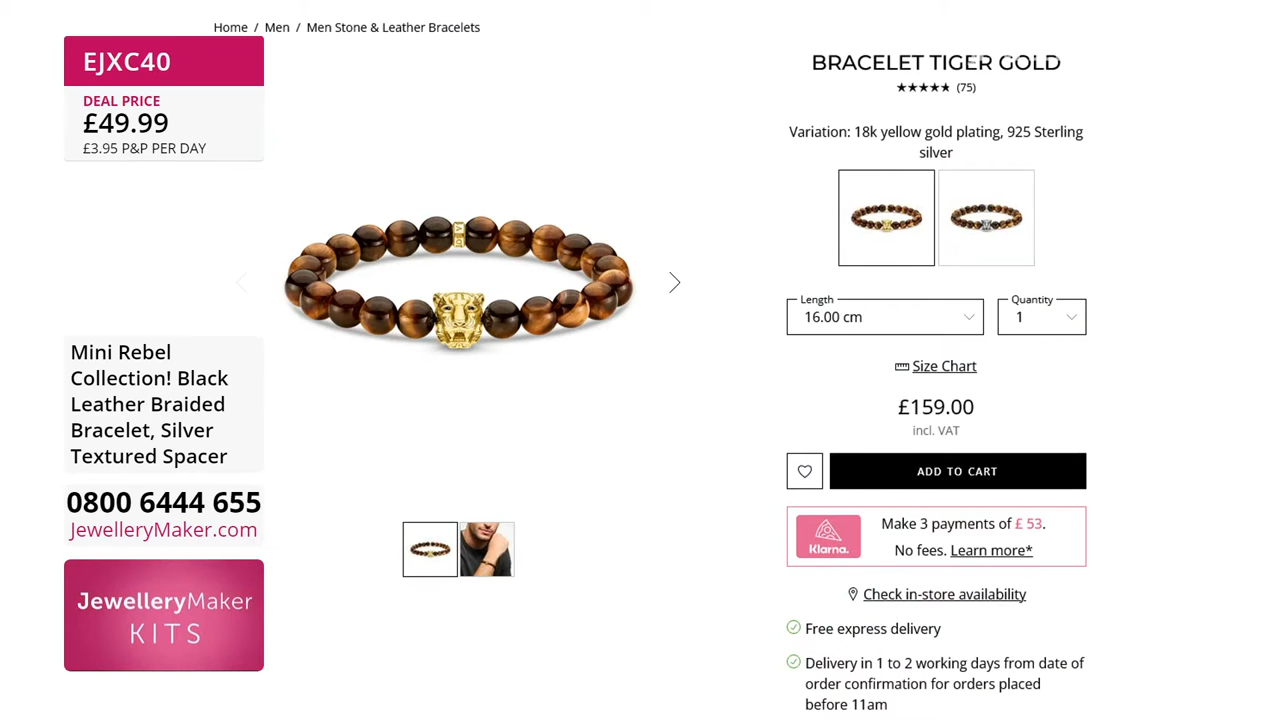 Home / Men / Men Stone & Leather Bracelets
EJXC40
DEAL PRICE
£49.99
£3.95 P&P PER DAY
Mini Rebel
Collection! Black
Leather Braided
Bracelet, Silver
Textured Spacer
0800 6444 655
JewelleryMaker.com
JewelleryMaker
KITS
BRACELET TIGER GOLD
(75)
Variation: 18k yellow gold plating, 925 Sterling
silver
Length
16.00 cm
Quantity
1
Size Chart
£159.00
incl. VAT
ADD TO CART
Klarna.
Make 3 payments of £ 53.
No fees. Learn more*
Check in-store availability
Free express delivery
Delivery in 1 to 2 working days from date of
order confirmation for orders placed
before 11am